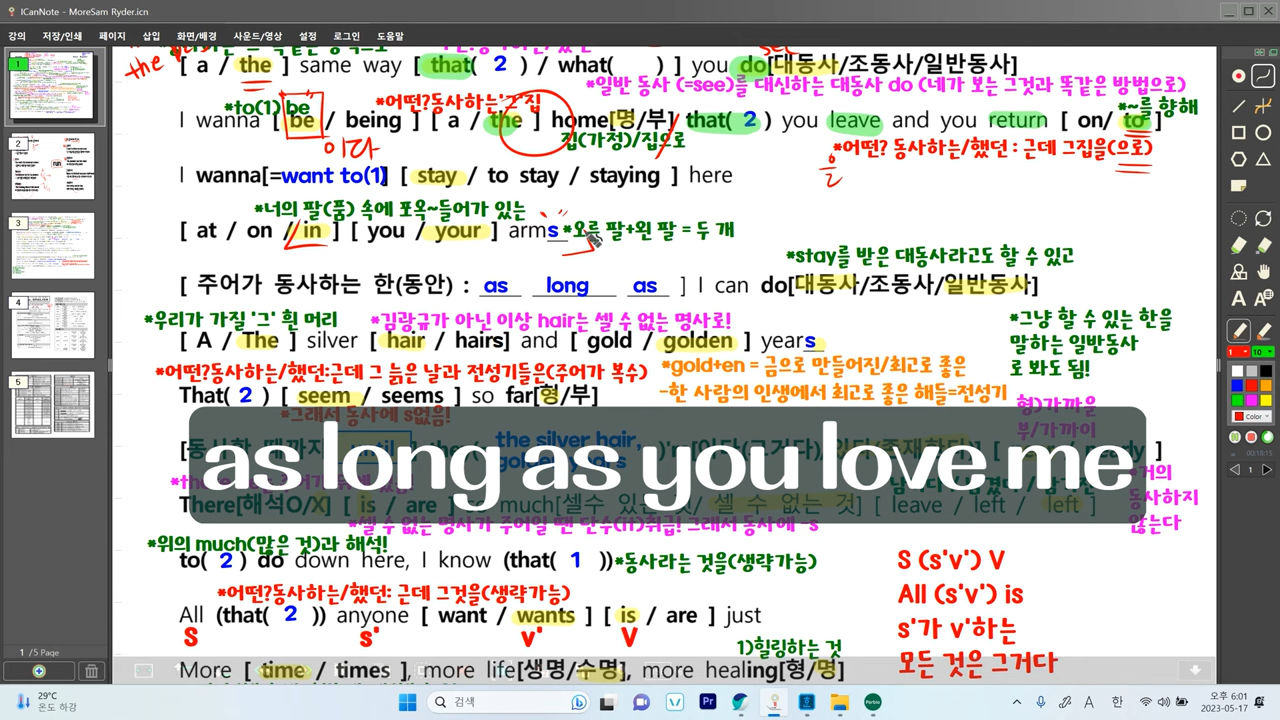 ICanNote - MoreSam Ryder.icn
강의 저장/인쇄 페이지 삽입 화면/배경 사운드/영상 설정 로그인 도움말
[ a / the ] same way [ that( 2 ) / what( ) ] you do[대동사/조동사/일반동사]
*일반 동사 (=see)를 대신하는 대동사 do (네가 보는 그것과 똑같은 방법으로)
*to(1) be *어떤?동사하는'그'집 *~를 향해
I wanna [ be / being ] [ a / the ] home[명/부] that( 2 ) you leave and you return [ on/ to ]
이다 집(가정)/집으로 *어떤? 동사하는/했던 : 근데 그집을(으로)
I wanna[=want to(1)] [ stay / to stay / staying ] here
*너의 팔(품) 속에 포옥~들어가 있는
[ at / on / in ] [ you / your ] arms *오른 팔+왼 팔 = 두 개
*stay를 받은 대동사라고도 할 수 있고
[ 주어가 동사하는 한(동안) : as long as ] I can do[대동사/조동사/일반동사]
*우리가 가질 '그' 흰 머리 *김광규가 아닌 이상 hair는 셀 수 없는 명사로!
*그냥 할 수 있는 한을
말하는 일반동사
로 봐도 됨!
[ A / The ] silver [ hair / hairs] and [ gold / golden ] years
*어떤?동사하는/했던:근데 그 늙은 날과 전성기들은(주어가 복수) *gold+en = 금으로 만들어진/최고로 좋은
-한 사람의 인생에서 최고로 좋은 해들=전성기
That( 2 ) [ seem / seems ] so far[형/부]
형)가까운
부)가까이
as long as you love me
There[해석O/X] [ is / are ] so much[셀수 있는 것/ 셀 수 없는 것] [ leave / left ]
*거의
동사하지
않는다
*셀 수 없는 명사가 주어일 땐 단수(it)취급! 그래서 동사에 -s
*위의 much(많은 것)과 해석!
to( 2 ) do down here, I know (that( 1 )) *동사라는 것을(생략가능)
*어떤?동사하는/했던: 근데 그것을(생략가능)
All (that( 2 )) anyone [ want / wants ] [ is / are ] just
S s' v' V
S (s'v') V
All (s'v') is
s'가 v'하는
모든 것은 그거다
1)힐링하는 것
More [ time / times ], more life[생명/수명], more healing[형/명]
1 /5 Page
29°C
온도 하강
검색
오후 6:01
2023-05-17